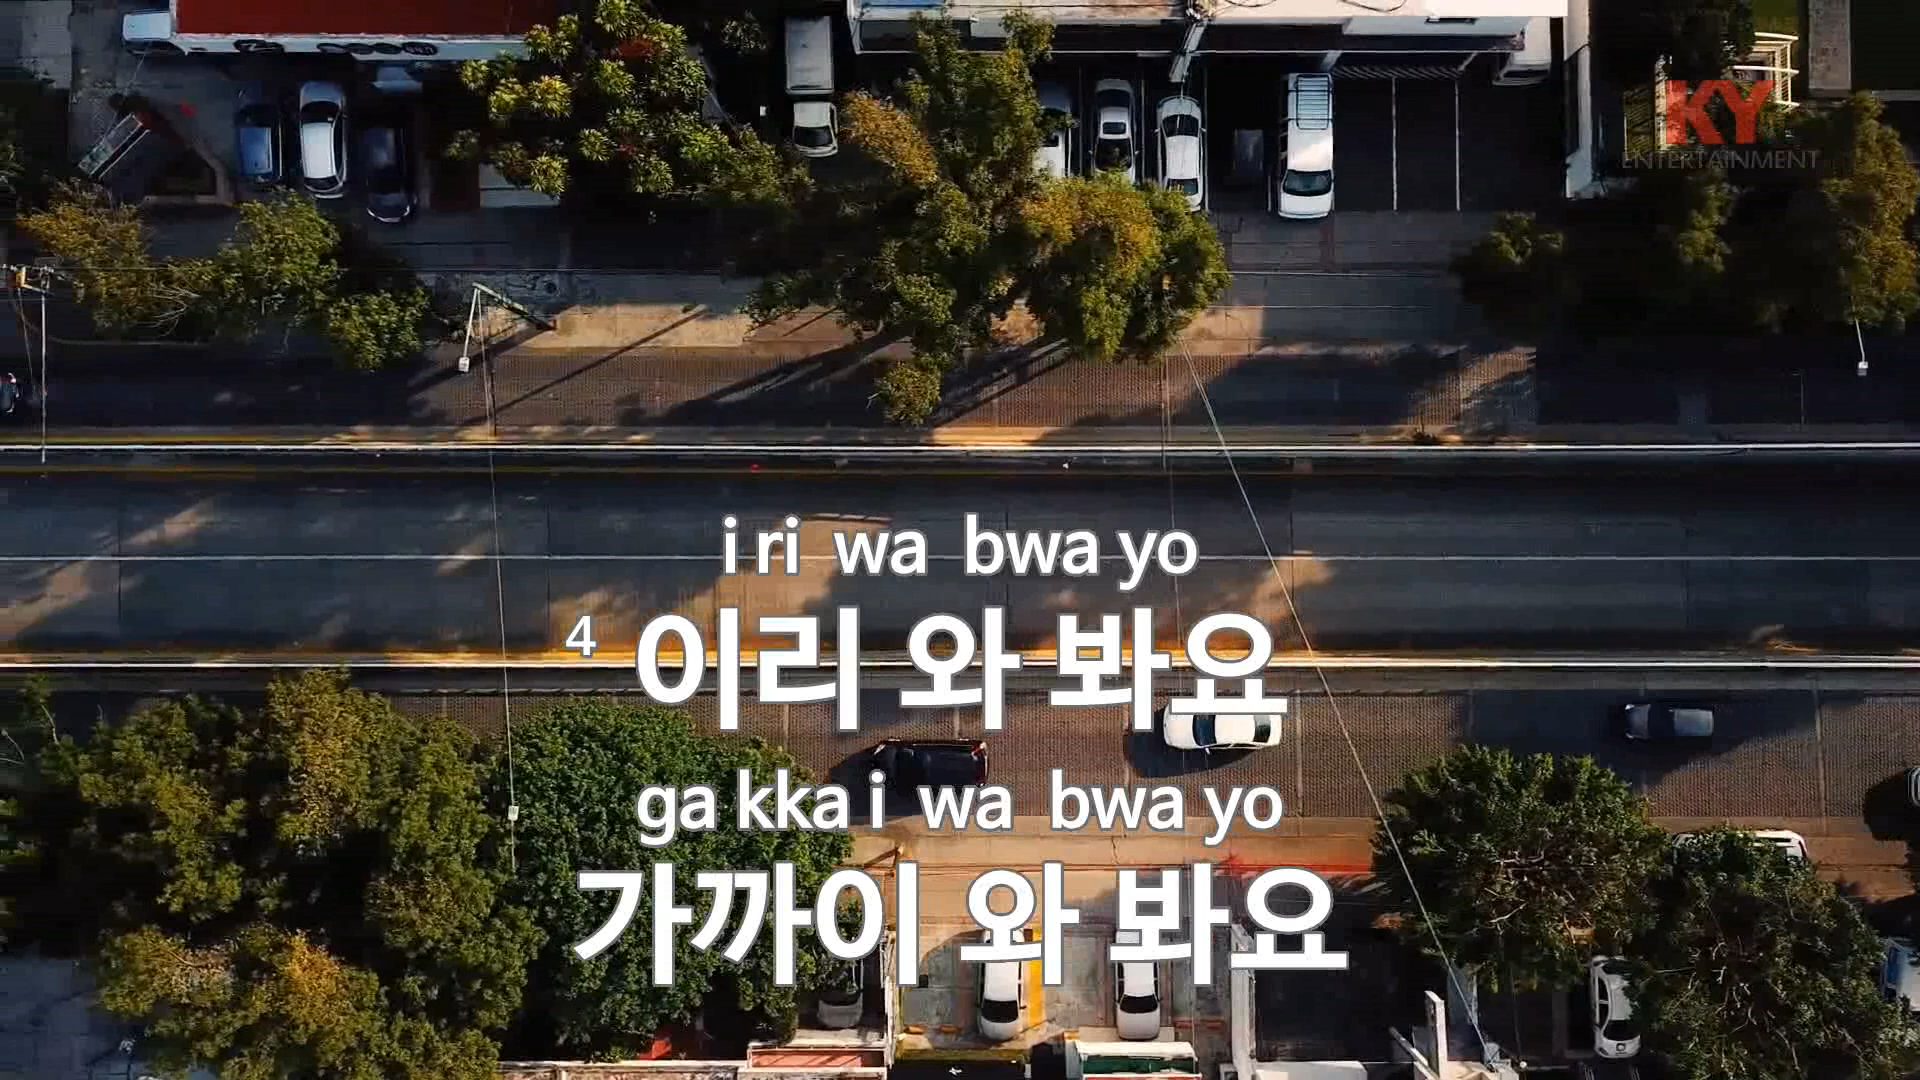 KY
ENTERTAINMENT
i ri wa bwa yo
4 이리 와 봐요
ga kka i wa bwa yo
가까이 와 봐요